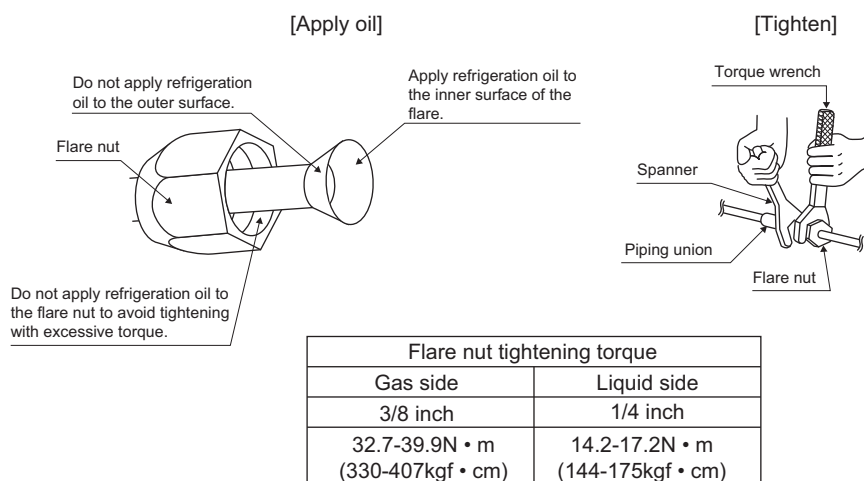 [Apply oil]
[Tighten]
Do not apply refrigeration
oil to the outer surface.
Apply refrigeration oil to
the inner surface of the
flare.
Flare nut
Do not apply refrigeration oil to
the flare nut to avoid tightening
with excessive torque.
Torque wrench
Spanner
Piping union
Flare nut
Flare nut tightening torque
Gas side
Liquid side
3/8 inch
1/4 inch
32.7-39.9N • m
(330-407kgf • cm)
14.2-17.2N • m
(144-175kgf • cm)